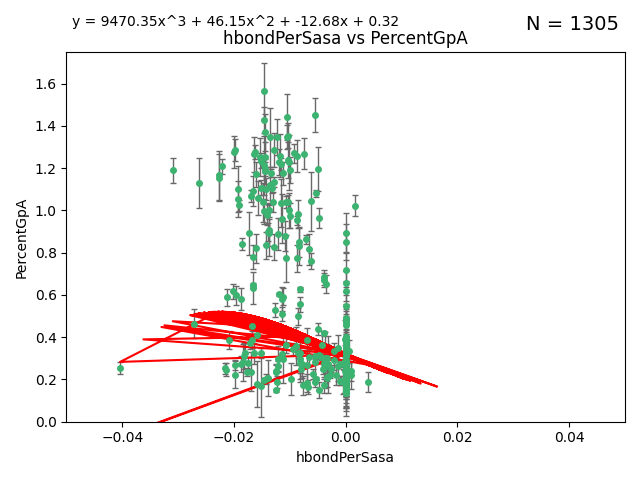 y = 9470.35x^3 + 46.15x^2 + -12.68x + 0.32
N = 1305
hbondPerSasa vs PercentGpA
1.6
1.4
1.2
1.0
0.8
0.6
0.4
0.2
0.0
PercentGpA
−0.04 −0.02 0.00 0.02 0.04
hbondPerSasa